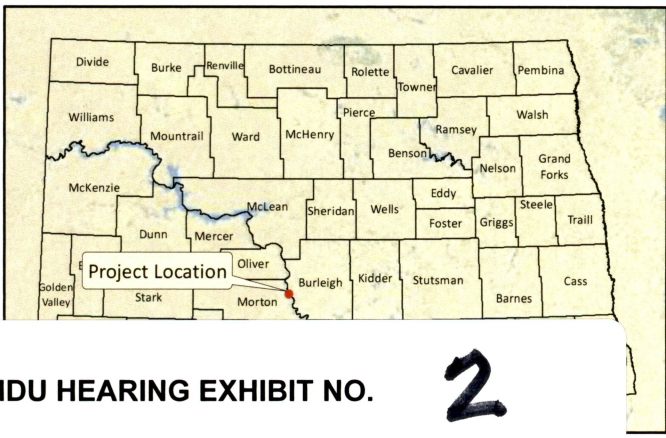 Divide Burke Renville Bottineau Rolette Towner Cavalier Pembina
Williams Mountrail Ward McHenry Pierce Benson Ramsey Walsh
Nelson Grand
Forks
McKenzie McLean Sheridan Wells Eddy
Foster Griggs Steele Traill
Dunn Mercer
Oliver
Project Location
Golden
Valley
Stark Morton Burleigh Kidder Stutsman Barnes Cass
DU HEARING EXHIBIT NO. 2